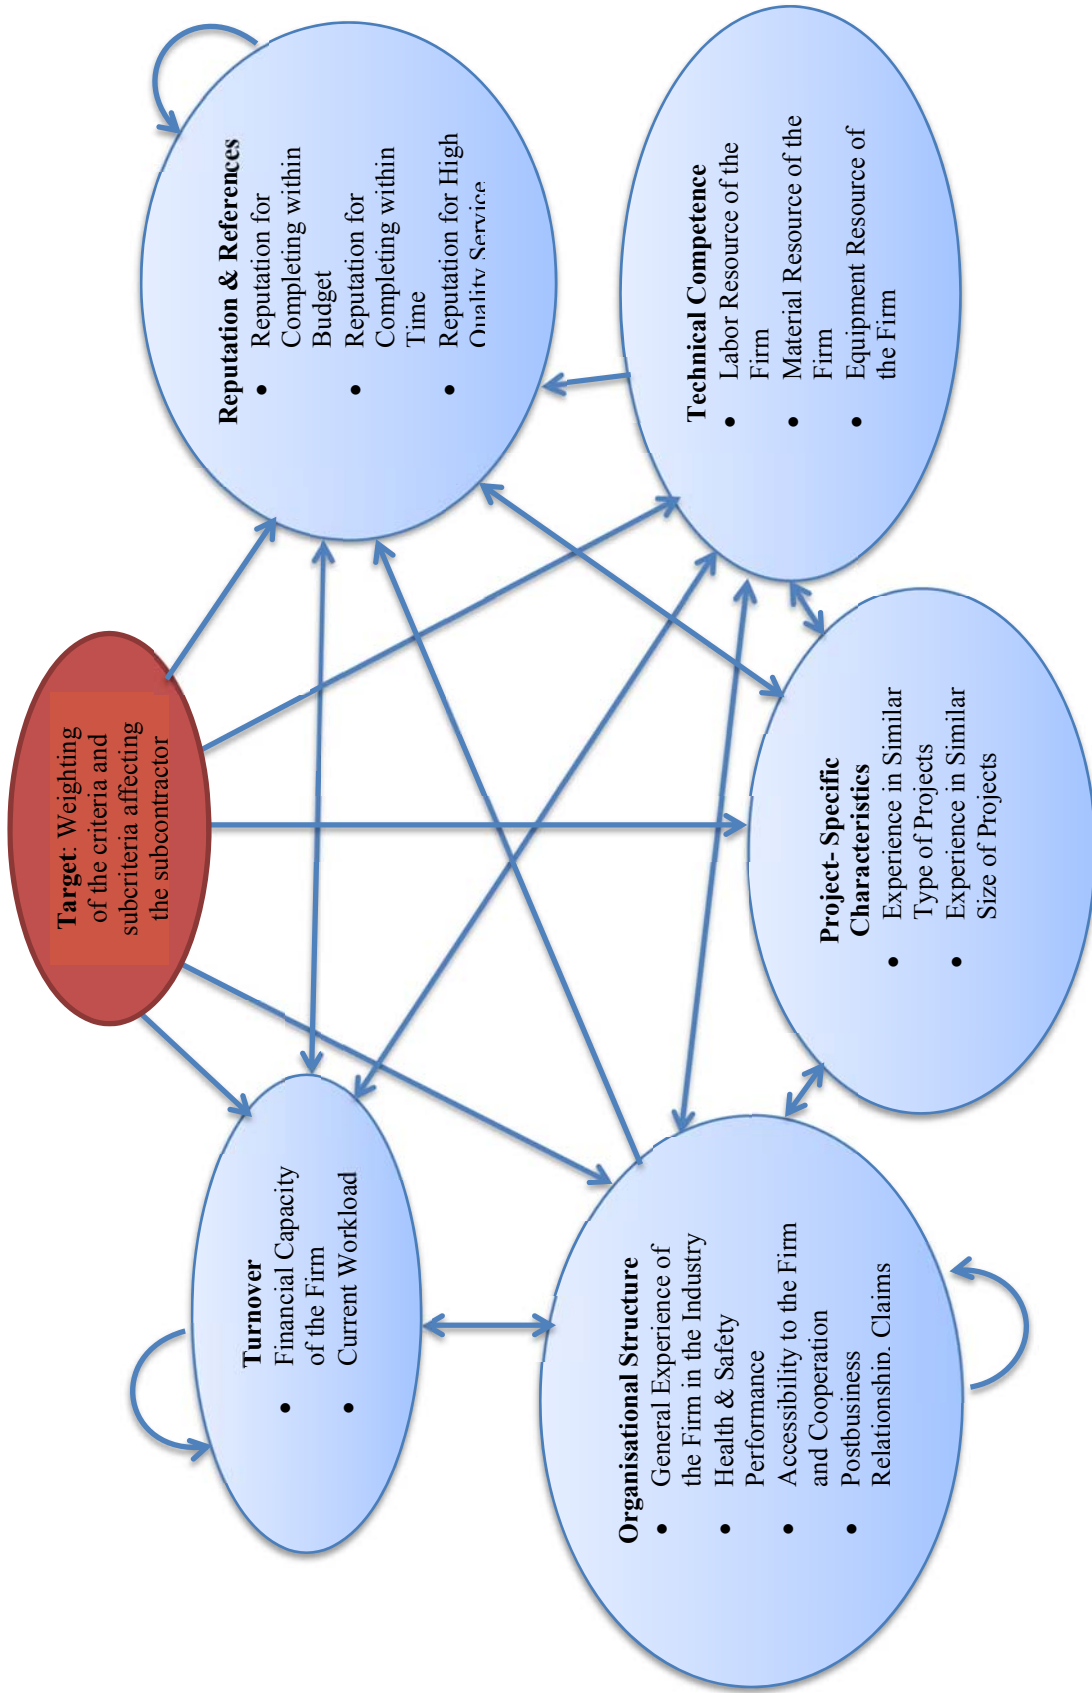 Target: Weighting
of the criteria and
subcriteria affecting
the subcontractor
Turnover
• Financial Capacity
of the Firm
• Current Workload
Reputation & References
• Reputation for
Completing within
Budget
• Reputation for
Completing within
Time
• Reputation for High
Quality Service
Organisational Structure
• General Experience of
the Firm in the Industry
• Health & Safety
Performance
• Accessibility to the Firm
and Cooperation
• Postbusiness
Relationship, Claims
Project- Specific
Characteristics
• Experience in Similar
Type of Projects
• Experience in Similar
Size of Projects
Technical Competence
• Labor Resource of the
Firm
• Material Resource of the
Firm
• Equipment Resource of
the Firm